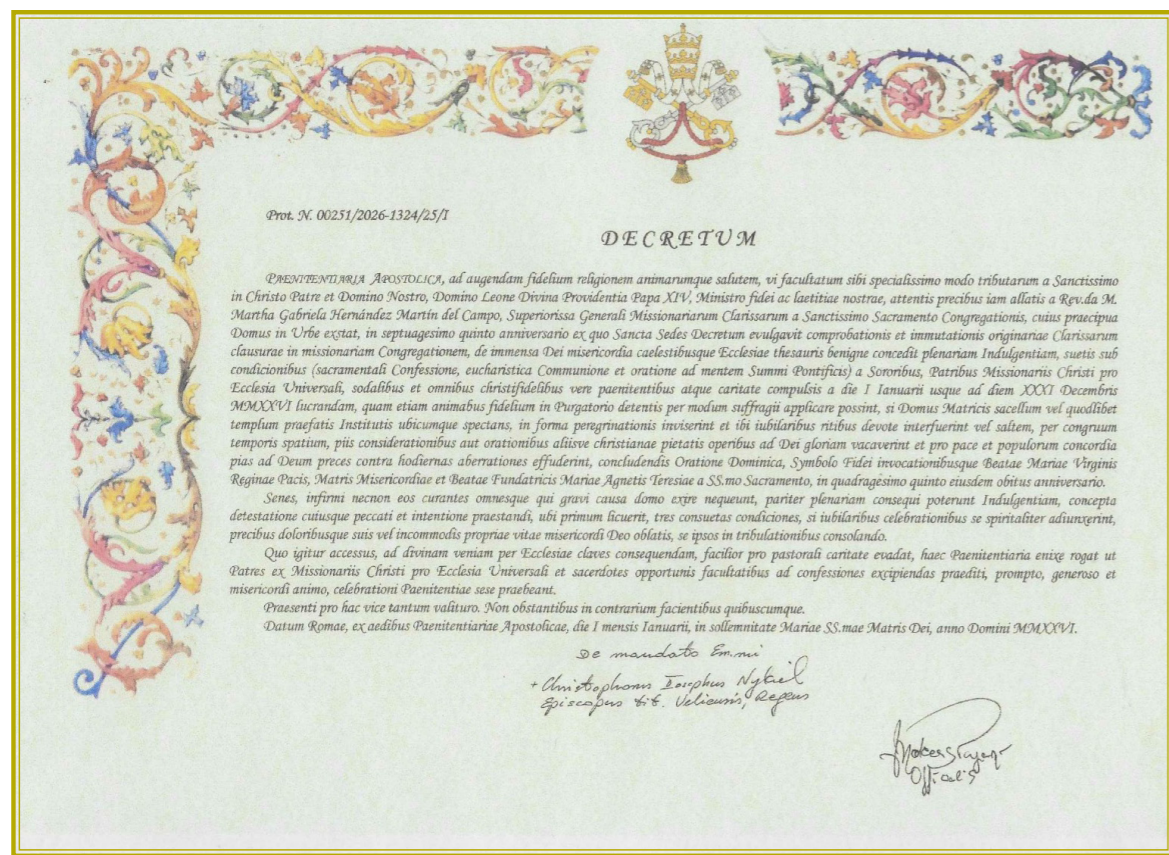 Prot. N. 00251/2026-1324/25/I
DECRETUM
PAENITENTIARIA APOSTOLICA, ad augendam fidelium religionem animarumque salutem, vi facultatum sibi specialissimo modo tributarum a Sanctissimo
in Christo Patre et Domino Nostro, Domino Leone Divina Providentia Papa XIV, Ministro fidei ac laetitiae nostrae, attentis precibus iam allatis a Rev.da M.
Martha Gabriela Hernández Martín del Campo, Superiorissa Generali Missionariarum Clarissarum a Sanctissimo Sacramento Congregationis, cuius praecipua
Domus in Urbe exstat, in septuagesimo quinto anniversario ex quo Sancta Sedes Decretum evulgavit comprobationis et immutationis originariae Clarissarum
clausurae in missionariam Congregationem, de immensa Dei misericordia caelestibusque Ecclesiae thesauris benigne concedit plenariam Indulgentiam, suetis sub
condicionibus (sacramentali Confessione, eucharistica Communione et oratione ad mentem Summi Pontificis) a Sororibus, Patribus Missionariis Christi pro
Ecclesia Universali, sodalibus et omnibus christifidelibus vere paenitentibus atque caritate compulsis a die I Ianuarii usque ad diem XXXI Decembris
MMXXVI lucrandam, quam etiam animabus fidelium in Purgatorio detentis per modum suffragii applicare possint, si Domus Matricis sacellum vel quodlibet
templum praefatis Institutis ubicumque spectans, in forma peregrinationis inviserint et ibi iubilaribus ritibus devote interfuerint vel saltem, per congruum
temporis spatium, piis considerationibus aut orationibus aliisve christianae pietatis operibus ad Dei gloriam vacaverint et pro pace et populorum concordia
pias ad Deum preces contra hodiernas aberrationes effuderint, concludendis Oratione Dominica, Symbolo Fidei invocationibusque Beatae Mariae Virginis
Reginae Pacis, Matris Misericordiae et Beatae Fundatricis Mariae Agnetis Teresiae a SS.mo Sacramento, in quadragesimo quinto eiusdem obitus anniversario.
Senes, infirmi necnon eos curantes omnesque qui gravi causa domo exire nequeunt, pariter plenariam consequi poterunt Indulgentiam, concepta
detestatione cuiusque peccati et intentione praestandi, ubi primum licuerit, tres consuetas condiciones, si iubilaribus celebrationibus se spiritaliter adiunxerint,
precibus doloribusque suis vel incommodis propriae vitae misericordi Deo oblatis, se ipsos in tribulationibus consolando.
Quo igitur accessus, ad divinam veniam per Ecclesiae claves consequendam, facilior pro pastorali caritate evadat, haec Paenitentiaria enixe rogat ut
Patres ex Missionariis Christi pro Ecclesia Universali et sacerdotes opportunis facultatibus ad confessiones excipiendas praediti, prompto, generoso et
misericordi animo, celebrationi Paenitentiae sese praebeant.
Praesenti pro hac vice tantum valituro. Non obstantibus in contrarium facientibus quibuscumque.
Datum Romae, ex aedibus Paenitentiariae Apostolicae, die I mensis Ianuarii, in sollemnitate Mariae SS.mae Matris Dei, anno Domini MMXXVI.
De mandato Em.mi
+ Christophorus Iosephus Nykiel
Episcopus tit. Veliensis, Regens
Officialis